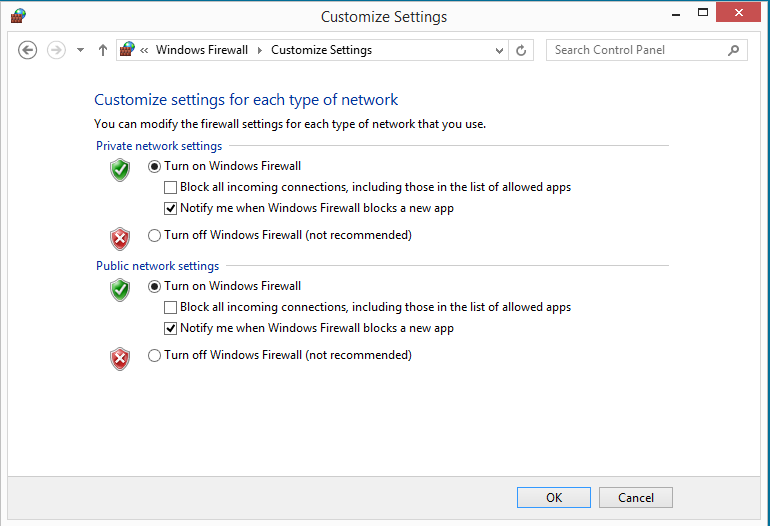 Customize Settings
« Windows Firewall Customize Settings Search Control Panel
Customize settings for each type of network
You can modify the firewall settings for each type of network that you use.
Private network settings
Turn on Windows Firewall
Block all incoming connections, including those in the list of allowed apps
Notify me when Windows Firewall blocks a new app
Turn off Windows Firewall (not recommended)
Public network settings
Turn on Windows Firewall
Block all incoming connections, including those in the list of allowed apps
Notify me when Windows Firewall blocks a new app
Turn off Windows Firewall (not recommended)
OK Cancel